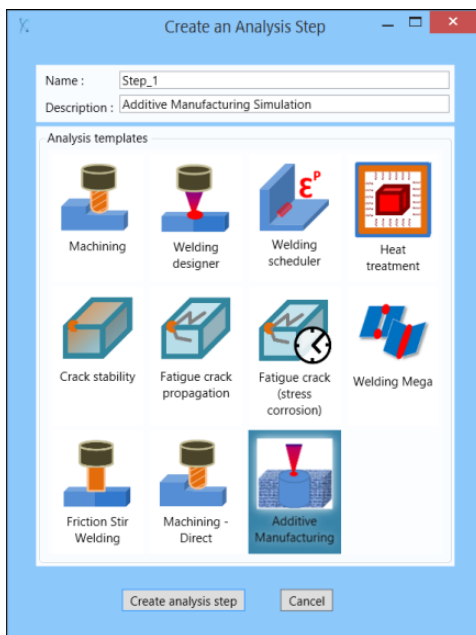 Create an Analysis Step
Name : Step_1
Description : Additive Manufacturing Simulation
Analysis templates
Machining
Welding
designer
εᴾ
Welding
scheduler
Heat
treatment
Crack stability
Fatigue crack
propagation
Fatigue crack
(stress
corrosion)
Welding Mega
Friction Stir
Welding
Machining -
Direct
Additive
Manufacturing
Create analysis step Cancel